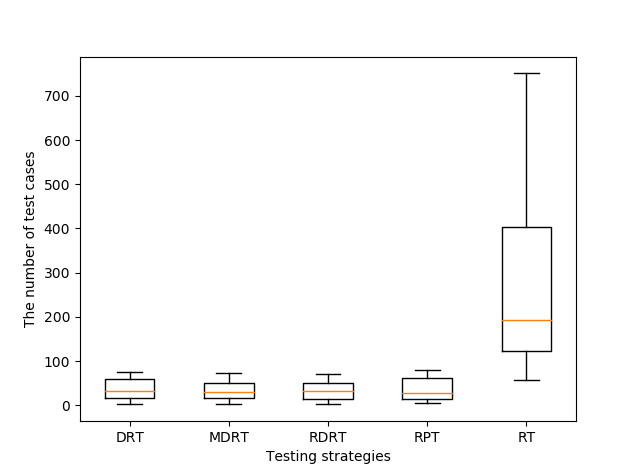 The number of test cases
700
600
500
400
300
200
100
0
DRT MDRT RDRT RPT RT
Testing strategies